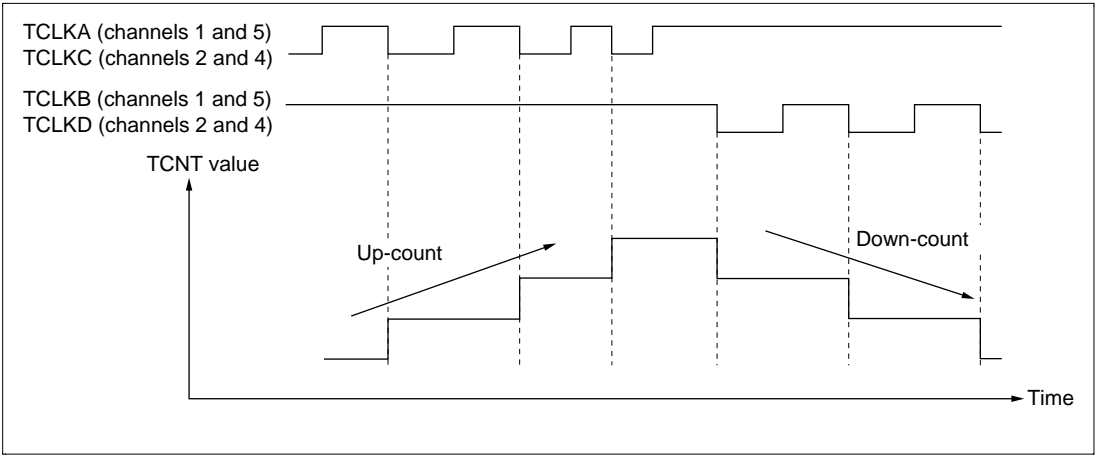 TCLKA (channels 1 and 5)
TCLKC (channels 2 and 4)
TCLKB (channels 1 and 5)
TCLKD (channels 2 and 4)
TCNT value
Up-count
Down-count
Time